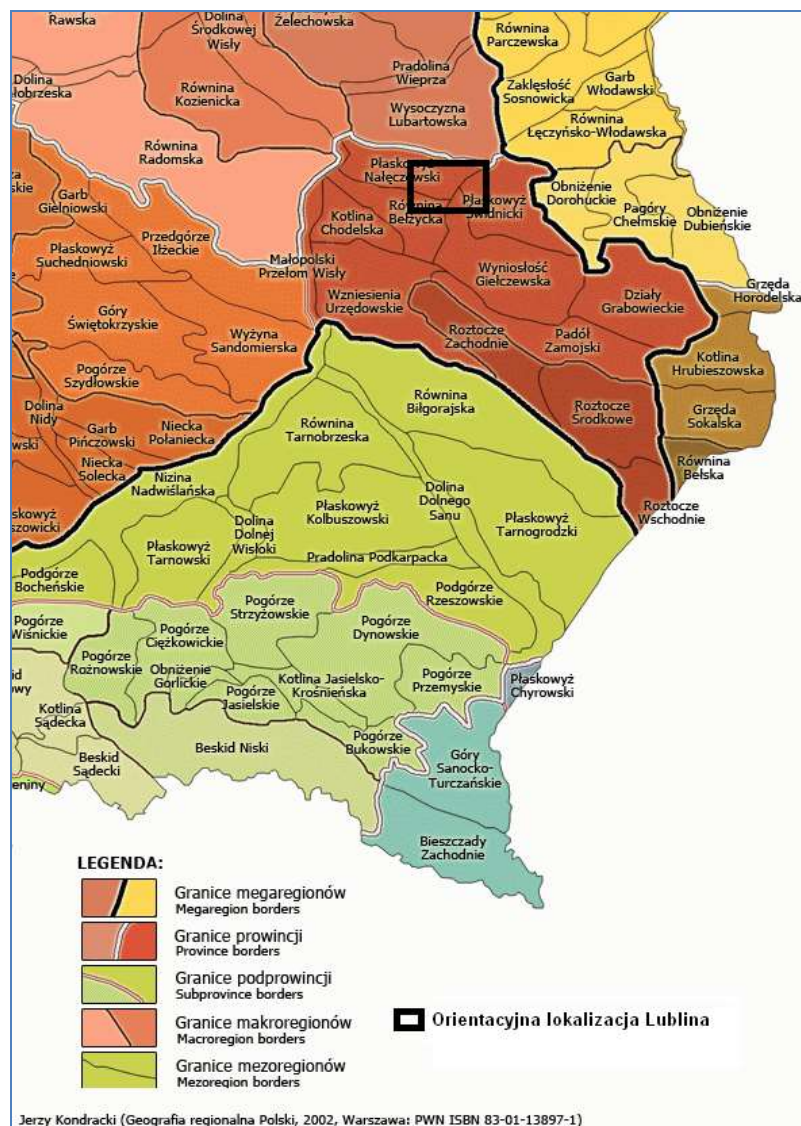 Rawska
Dolina
Środkowej
Wisły
Żelechowska
Równina
Parczewska
Pradolina
Wieprza
Zaklęsłość
Sosnowicka
Garb
Włodawski
Dolina
Równina
Kozienicka
Wysoczyzna
Lubartowska
Równina
Łęczyńsko-Włodawska
Równina
Radomska
Płaskowyż
Nałęczowski
Garb
Gielniowski
Kotlina
Chodelska
Równina
Bełżycka
Płaskowyż
Świdnicki
Obniżenie
Dorohuckie
Pagóry
Chełmskie
Obniżenie
Dubieńskie
Płaskowyż
Suchedniowski
Przedgórze
Iłżeckie
Małopolski
Przełom Wisły
Wyniosłość
Giełczewska
Grzęda
Horodelska
Góry
Świętokrzyskie
Wzniesienia
Urzędowskie
Działy
Grabowieckie
Wyżyna
Sandomierska
Roztocze
Zachodnie
Padół
Zamojski
Kotlina
Hrubieszowska
Pogórze
Szydłowskie
Równina
Biłgorajska
Dolina
Nidy
Garb
Pińczowski
Niecka
Połaniecka
Równina
Tarnobrzeska
Roztocze
Środkowe
Grzęda
Sokalska
Niecka
Solecka
Nizina
Nadwiślańska
Równina
Bełska
Dolina
Dolnego
Sanu
Płaskowyż
Kolbuszowski
Roztocze
Wschodnie
Płaskowyż
Tarnowski
Dolina
Dolnej
Wisłoki
Płaskowyż
Tarnogrodzki
Pradolina Podkarpacka
Podgórze
Bocheńskie
Podgórze
Rzeszowskie
Pogórze
Strzyżowskie
Pogórze
Wiśnickie
Pogórze
Ciężkowickie
Pogórze
Dynowskie
Pogórze
Rożnowskie
Obniżenie
Gorlickie
Kotlina Jasielsko-
Krośnieńska
Pogórze
Przemyskie
Płaskowyż
Chyrowski
Pogórze
Jasielskie
Kotlina
Sądecka
Beskid Niski
Pogórze
Bukowskie
Beskid
Sądecki
Góry
Sanocko-
Turczańskie
Bieszczady
Zachodnie
LEGENDA:
Granice megaregionów
Megaregion borders
Granice prowincji
Province borders
Granice podprowincji
Subprovince borders
Granice makroregionów
Macroregion borders
Granice mezoregionów
Mezoregion borders
Orientacyjna lokalizacja Lublina
Jerzy Kondracki (Geografia regionalna Polski, 2002, Warszawa: PWN ISBN 83-01-13897-1)